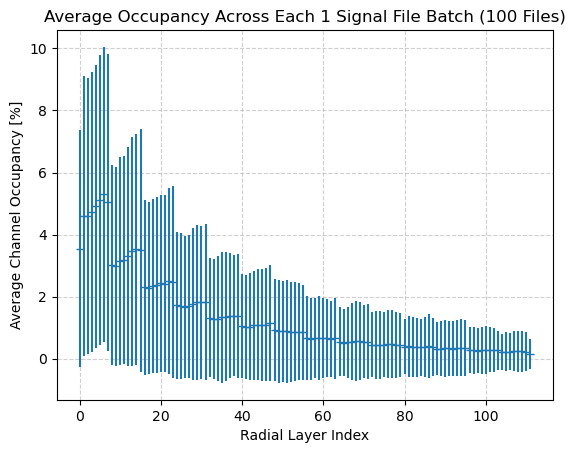 Average Occupancy Across Each 1 Signal File Batch (100 Files)
Average Channel Occupancy [%]
10
8
6
4
2
0
0 20 40 60 80 100
Radial Layer Index